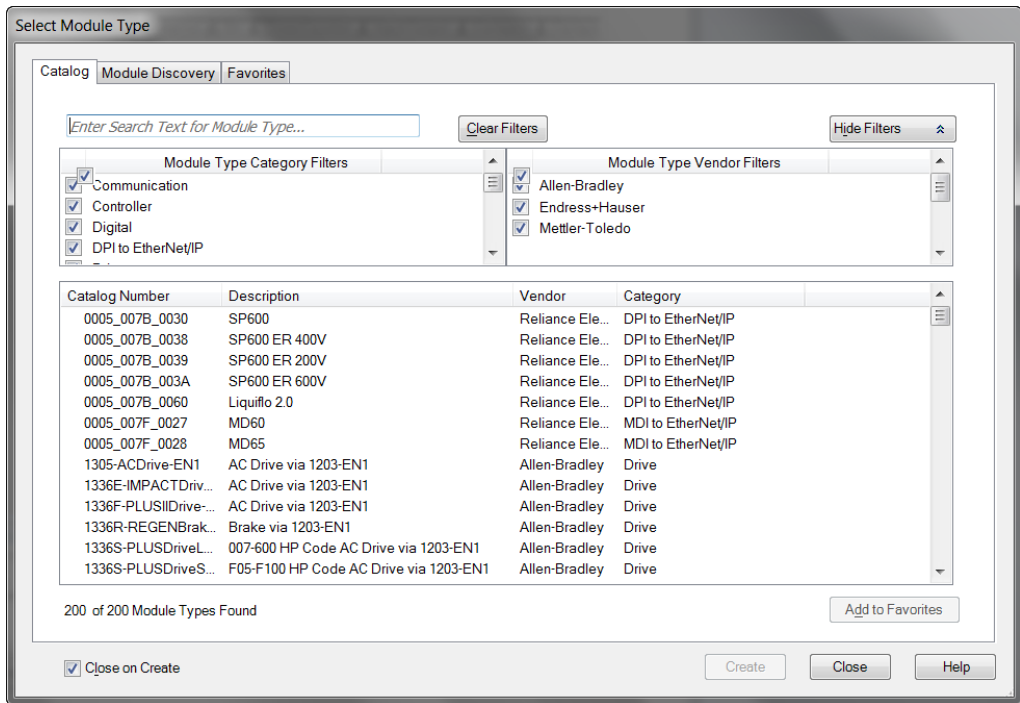 Select Module Type
Catalog Module Discovery Favorites
Enter Search Text for Module Type... Clear Filters Hide Filters
Module Type Category Filters Module Type Vendor Filters
Communication Allen-Bradley
Controller Endress+Hauser
Digital Mettler-Toledo
DPI to EtherNet/IP
Catalog Number Description Vendor Category
0005_007B_0030 SP600 Reliance Ele... DPI to EtherNet/IP
0005_007B_0038 SP600 ER 400V Reliance Ele... DPI to EtherNet/IP
0005_007B_0039 SP600 ER 200V Reliance Ele... DPI to EtherNet/IP
0005_007B_003A SP600 ER 600V Reliance Ele... DPI to EtherNet/IP
0005_007B_0060 Liquiflo 2.0 Reliance Ele... DPI to EtherNet/IP
0005_007F_0027 MD60 Reliance Ele... MDI to EtherNet/IP
0005_007F_0028 MD65 Reliance Ele... MDI to EtherNet/IP
1305-ACDrive-EN1 AC Drive via 1203-EN1 Allen-Bradley Drive
1336E-IMPACTDriv... AC Drive via 1203-EN1 Allen-Bradley Drive
1336F-PLUSIIDrive-... AC Drive via 1203-EN1 Allen-Bradley Drive
1336R-REGENBrak... Brake via 1203-EN1 Allen-Bradley Drive
1336S-PLUSDriveL... 007-600 HP Code AC Drive via 1203-EN1 Allen-Bradley Drive
1336S-PLUSDriveS... F05-F100 HP Code AC Drive via 1203-EN1 Allen-Bradley Drive
200 of 200 Module Types Found Add to Favorites
Close on Create Create Close Help